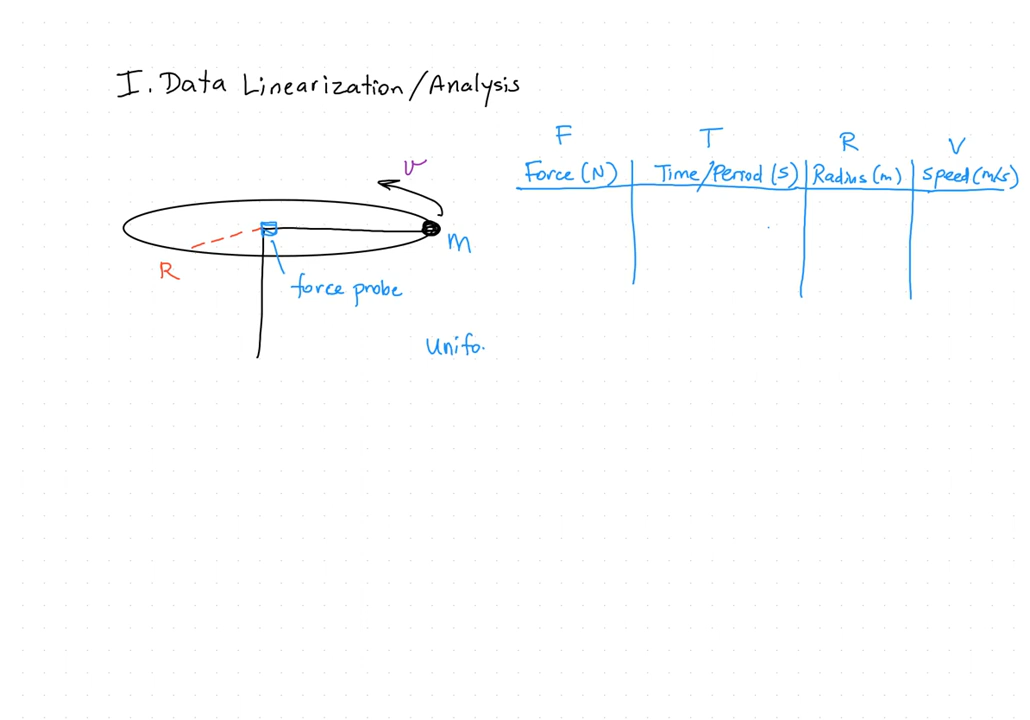 I. Data Linearization/Analysis
F T R V
Force (N) Time/Period (s) Radius (m) Speed (m/s)
v
m
R
force probe
Unifo.